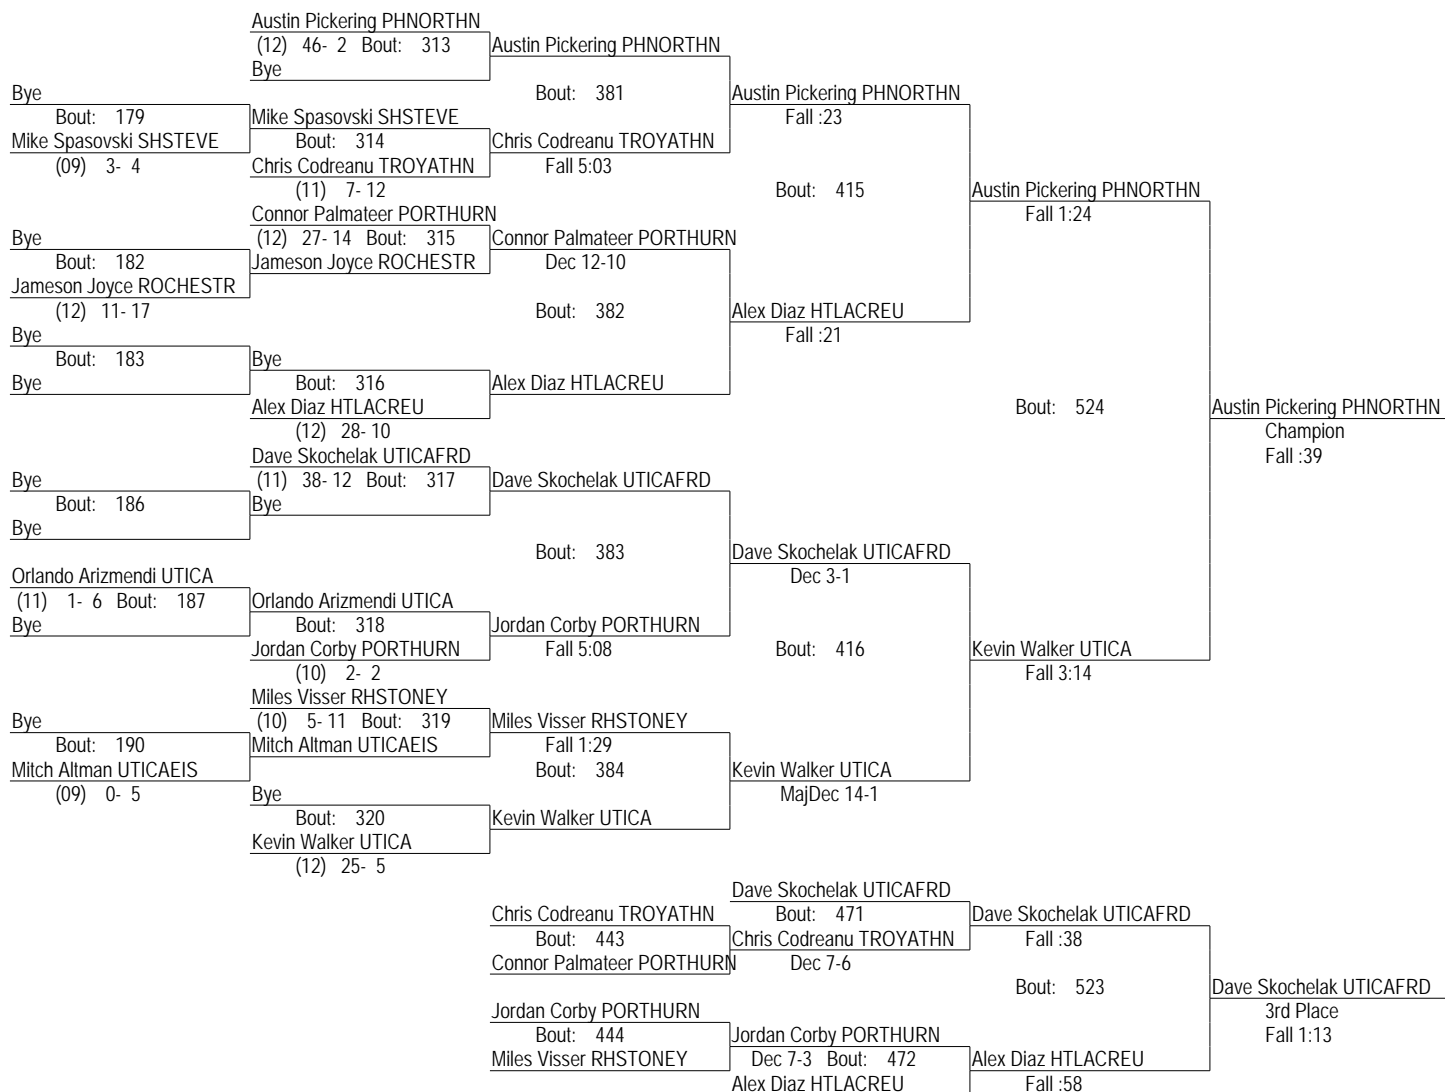 Austin Pickering PHNORTHN
(12) 46- 2 Bout: 313 Austin Pickering PHNORTHN
Bye
Bye Bout: 381 Austin Pickering PHNORTHN
Bout: 179 Mike Spasovski SHSTEVE Fall :23
Mike Spasovski SHSTEVE Bout: 314 Chris Codreanu TROYATHN
(09) 3- 4 Chris Codreanu TROYATHN Fall 5:03
(11) 7- 12 Bout: 415 Austin Pickering PHNORTHN
Connor Palmateer PORTHURN Fall 1:24
Bye (12) 27- 14 Bout: 315 Connor Palmateer PORTHURN
Bout: 182 Jameson Joyce ROCHESTR Dec 12-10
Jameson Joyce ROCHESTR
(12) 11- 17 Bout: 382 Alex Diaz HTLACREU
Bye Fall :21
Bout: 183 Bye
Bye Bout: 316 Alex Diaz HTLACREU
Alex Diaz HTLACREU Bout: 524 Austin Pickering PHNORTHN
(12) 28- 10 Champion
Dave Skochelak UTICAFRD Fall :39
Bye (11) 38- 12 Bout: 317 Dave Skochelak UTICAFRD
Bout: 186 Bye
Bye
Bout: 383 Dave Skochelak UTICAFRD
Orlando Arizmendi UTICA Dec 3-1
(11) 1- 6 Bout: 187 Orlando Arizmendi UTICA
Bye Bout: 318 Jordan Corby PORTHURN
Jordan Corby PORTHURN Fall 5:08 Bout: 416 Kevin Walker UTICA
(10) 2- 2 Fall 3:14
Miles Visser RHSTONEY
Bye (10) 5- 11 Bout: 319 Miles Visser RHSTONEY
Bout: 190 Mitch Altman UTICAEIS Fall 1:29
Mitch Altman UTICAEIS Bout: 384 Kevin Walker UTICA
(09) 0- 5 Bye MajDec 14-1
Bout: 320 Kevin Walker UTICA
Kevin Walker UTICA
(12) 25- 5
Dave Skochelak UTICAFRD
Chris Codreanu TROYATHN Bout: 471 Dave Skochelak UTICAFRD
Bout: 443 Chris Codreanu TROYATHN Fall :38
Connor Palmateer PORTHURN Dec 7-6
Bout: 523 Dave Skochelak UTICAFRD
Jordan Corby PORTHURN 3rd Place
Bout: 444 Jordan Corby PORTHURN Fall 1:13
Miles Visser RHSTONEY Dec 7-3 Bout: 472 Alex Diaz HTLACREU
Alex Diaz HTLACREU Fall :58